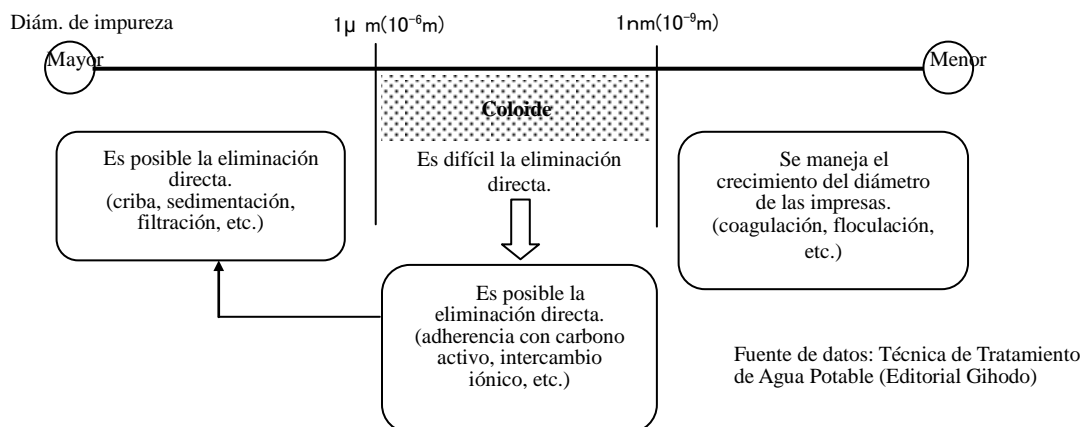 Diám. de impureza
1μ m(10⁻⁶m)
1nm(10⁻⁹m)
Mayor
Menor
Coloide
Es posible la eliminación
directa.
(criba, sedimentación,
filtración, etc.)
Es difícil la eliminación
directa.
Se maneja el
crecimiento del diámetro
de las impresas.
(coagulación, floculación,
etc.)
Es posible la
eliminación directa.
(adherencia con carbono
activo, intercambio
iónico, etc.)
Fuente de datos: Técnica de Tratamiento
de Agua Potable (Editorial Gihodo)